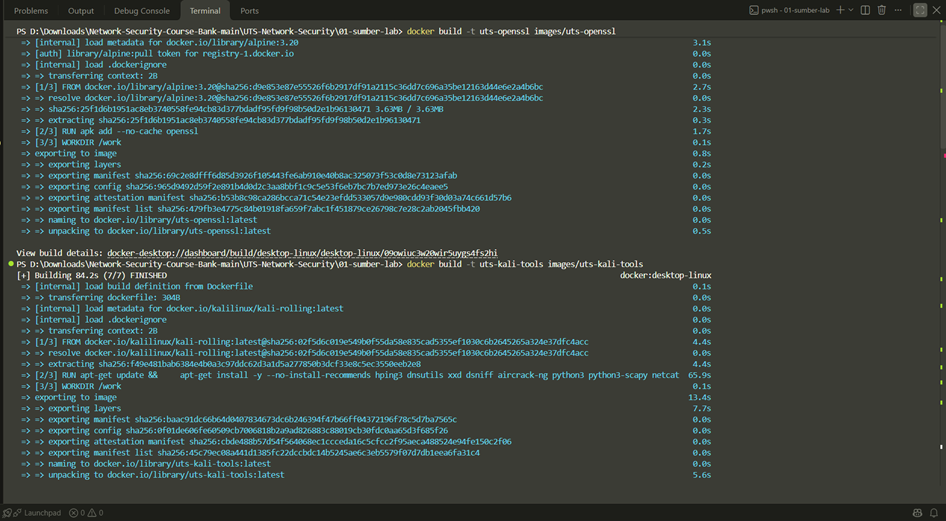 Problems Output Debug Console Terminal Ports
pwsh - 01-sumber-lab
PS D:\Downloads\Network-Security-Course-Bank-main\UTS-Network-Security\01-sumber-lab> docker build -t uts-openssl images/uts-openssl
=> [internal] load metadata for docker.io/library/alpine:3.20 3.1s
=> [auth] library/alpine:pull token for registry-1.docker.io 0.0s
=> [internal] load .dockerignore 0.0s
=> => transferring context: 2B 0.0s
=> [1/3] FROM docker.io/library/alpine:3.20@sha256:d9e853e87e55526f6b2917df91a2115c36dd7c696a35be12163d44e6e2a4b6bc 2.7s
=> => resolve docker.io/library/alpine:3.20@sha256:d9e853e87e55526f6b2917df91a2115c36dd7c696a35be12163d44e6e2a4b6bc 0.0s
=> => sha256:25f1d6b1951ac8eb3740558fe94cb83d377bdadf95fd9f98b50d2e1b96130471 3.63MB / 3.63MB 2.3s
=> => extracting sha256:25f1d6b1951ac8eb3740558fe94cb83d377bdadf95fd9f98b50d2e1b96130471 0.3s
=> [2/3] RUN apk add --no-cache openssl 1.7s
=> [3/3] WORKDIR /work 0.1s
=> exporting to image 0.8s
=> => exporting layers 0.2s
=> => exporting manifest sha256:69c2e8dfff6d85d3926f105443fe6ab910e40b8ac325073f53c0d8e73123afab 0.0s
=> => exporting config sha256:965d9492d59f2e891b4d0d2c3aa8bbf1c9c5e53f6eb7bc7b7ed973e26c4eaee5 0.0s
=> => exporting attestation manifest sha256:b53b8c98ca286bcca71c54e23efdd533057d9e980cdd93f30d03a74c661d57b6 0.0s
=> => exporting manifest list sha256:479fb3e4775c84b01918fa659f7abc1f451879ce26798c7e28c2ab2045fbb420 0.0s
=> => naming to docker.io/library/uts-openssl:latest 0.0s
=> => unpacking to docker.io/library/uts-openssl:latest 0.5s
View build details: docker-desktop://dashboard/build/desktop-linux/desktop-linux/09owiuc3w20wir5uygs4fs2hi
PS D:\Downloads\Network-Security-Course-Bank-main\UTS-Network-Security\01-sumber-lab> docker build -t uts-kali-tools images/uts-kali-tools
[+] Building 84.2s (7/7) FINISHED docker:desktop-linux
=> [internal] load build definition from Dockerfile 0.1s
=> => transferring dockerfile: 304B 0.0s
=> [internal] load metadata for docker.io/kalilinux/kali-rolling:latest 0.0s
=> [internal] load .dockerignore 0.0s
=> => transferring context: 2B 0.0s
=> [1/3] FROM docker.io/kalilinux/kali-rolling:latest@sha256:02f5d6c019e549b0f55da58e835cad5355ef1030c6b2645265a324e37dfc4acc 4.4s
=> => resolve docker.io/kalilinux/kali-rolling:latest@sha256:02f5d6c019e549b0f55da58e835cad5355ef1030c6b2645265a324e37dfc4acc 0.0s
=> => extracting sha256:f49e481bab6384e4b0a3c97ddc62d3a1d5a277850b3dcf33e8c5ec3550eeb2e8 4.4s
=> [2/3] RUN apt-get update && apt-get install -y --no-install-recommends hping3 dnsutils xxd dsniff aircrack-ng python3 python3-scapy netcat 65.9s
=> [3/3] WORKDIR /work 0.1s
=> exporting to image 13.4s
=> => exporting layers 7.7s
=> => exporting manifest sha256:baac91dc66b64d0407834673dc6b246394f47b66ff04372196f78c5d7ba7565c 0.0s
=> => exporting config sha256:0f01de606fe60509cb7006818b2a9ad826883c88019cb30fdc0aa65d3f685f26 0.0s
=> => exporting attestation manifest sha256:cbde488b57d54f564068ec1ccceda16c5cfcc2f95aeca488524e94fe150c2f06 0.0s
=> => exporting manifest list sha256:45c79ec08a441d1385fc22dccbdc14b5245ae6c3eb5579f07d7db1eea6fa31c4 0.0s
=> => naming to docker.io/library/uts-kali-tools:latest 0.0s
=> => unpacking to docker.io/library/uts-kali-tools:latest 5.6s
Launchpad 0 0